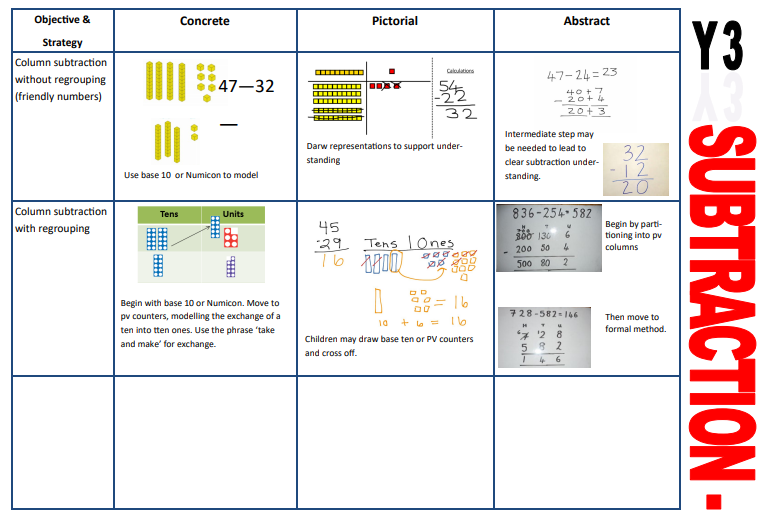 Objective &
Strategy
Concrete
Pictorial
Abstract
Y3
SUBTRACTION -
Column subtraction
without regrouping
(friendly numbers)
47—32
—
Use base 10 or Numicon to model
Calculations
54
-22
32
Darw representations to support under-
standing
47-24=23
40+7
-20+4
20+3
Intermediate step may
be needed to lead to
clear subtraction under-
standing.
32
-12
20
Column subtraction
with regrouping
Tens Units
Begin with base 10 or Numicon. Move to
pv counters, modelling the exchange of a
ten into tten ones. Use the phrase ‘take
and make’ for exchange.
45
-29
16
Tens Ones
= 16
10 + 6 = 16
Children may draw base ten or PV counters
and cross off.
836-254=582
H T U
800 130 6
- 200 50 4
500 80 2
Begin by parti-
tioning into pv
columns
728-582=146
H T U
6 7 12 8
5 8 2
1 4 6
Then move to
formal method.